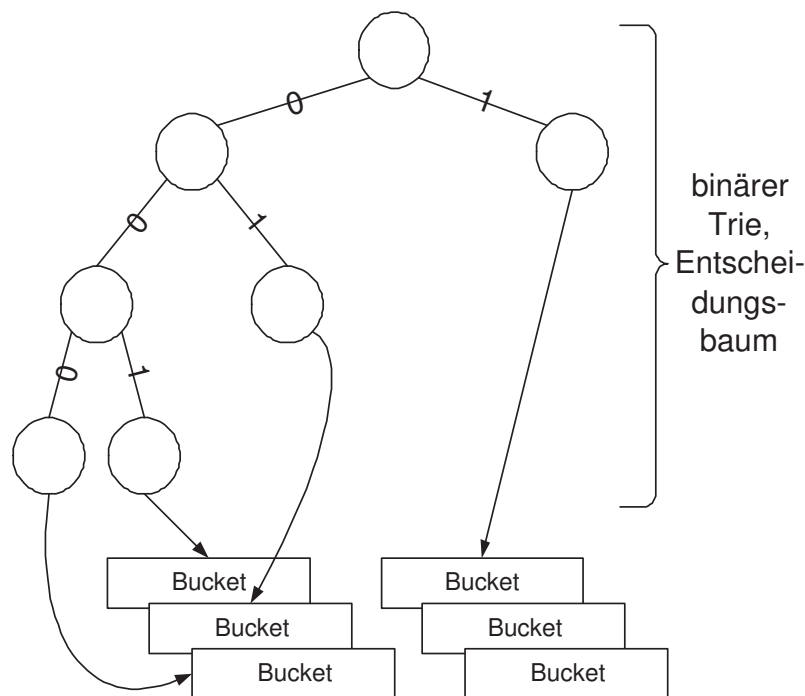 0
1
0
1
0
1
binärer
Trie,
Entschei-
dungs-
baum
Bucket
Bucket
Bucket
Bucket
Bucket
Bucket